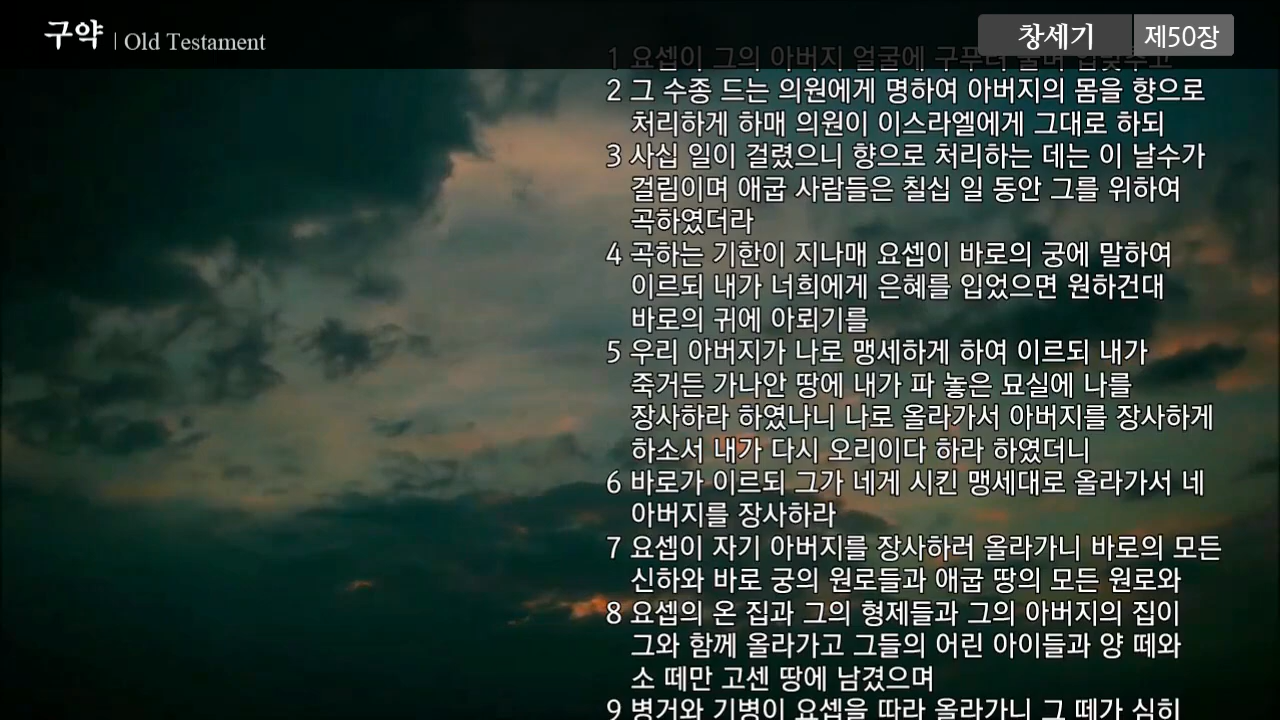 구약 | Old Testament
창세기 제50장
1 요셉이 그의 아버지 얼굴에 구푸려 울며 입맞추고
2 그 수종 드는 의원에게 명하여 아버지의 몸을 향으로
처리하게 하매 의원이 이스라엘에게 그대로 하되
3 사십 일이 걸렸으니 향으로 처리하는 데는 이 날수가
걸림이며 애굽 사람들은 칠십 일 동안 그를 위하여
곡하였더라
4 곡하는 기한이 지나매 요셉이 바로의 궁에 말하여
이르되 내가 너희에게 은혜를 입었으면 원하건대
바로의 귀에 아뢰기를
5 우리 아버지가 나로 맹세하게 하여 이르되 내가
죽거든 가나안 땅에 내가 파 놓은 묘실에 나를
장사하라 하였나니 나로 올라가서 아버지를 장사하게
하소서 내가 다시 오리이다 하라 하였더니
6 바로가 이르되 그가 네게 시킨 맹세대로 올라가서 네
아버지를 장사하라
7 요셉이 자기 아버지를 장사하러 올라가니 바로의 모든
신하와 바로 궁의 원로들과 애굽 땅의 모든 원로와
8 요셉의 온 집과 그의 형제들과 그의 아버지의 집이
그와 함께 올라가고 그들의 어린 아이들과 양 떼와
소 떼만 고센 땅에 남겼으며
9 병거와 기병이 요셉을 따라 올라가니 그 떼가 심히